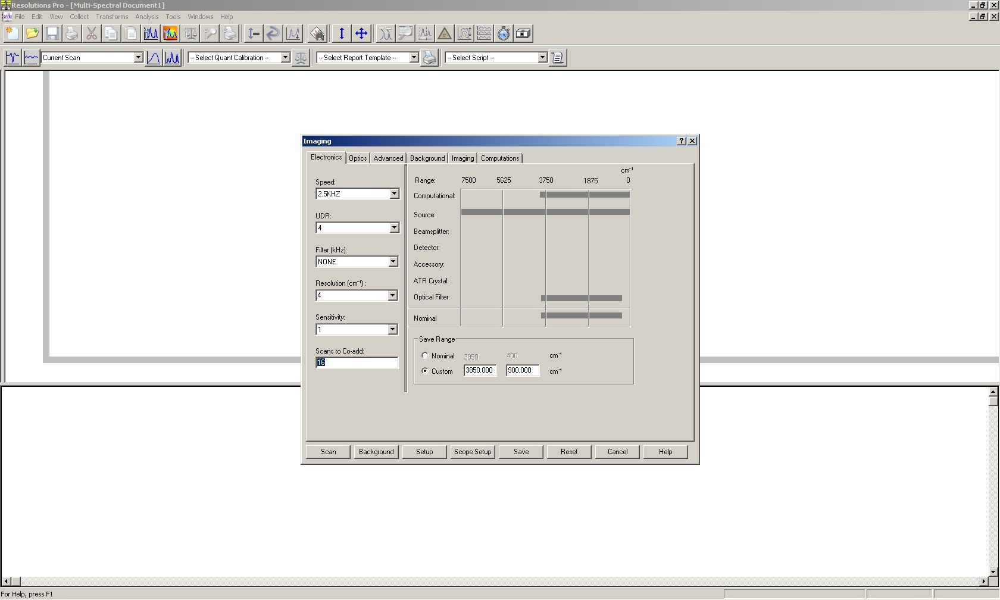 Resolutions Pro - [Multi-Spectral Document1]
File Edit View Collect Transforms Analysis Tools Windows Help
Current Scan -- Select Quant Calibration -- -- Select Report Template -- -- Select Script --
Imaging
Electronics Optics Advanced Background Imaging Computations
Speed:
2.5KHZ
UDR:
4
Filter (kHz):
NONE
Resolution (cm⁻¹) :
4
Sensitivity:
1
Scans to Co-add:
16
cm⁻¹
Range: 7500 5625 3750 1875 0
Computational:
Source:
Beamsplitter:
Detector:
Accessory:
ATR Crystal:
Optical Filter:
Nominal
Save Range
Nominal 3950 400 cm⁻¹
Custom 3850.000 900.000 cm⁻¹
Scan Background Setup Scope Setup Save Reset Cancel Help
For Help, press F1